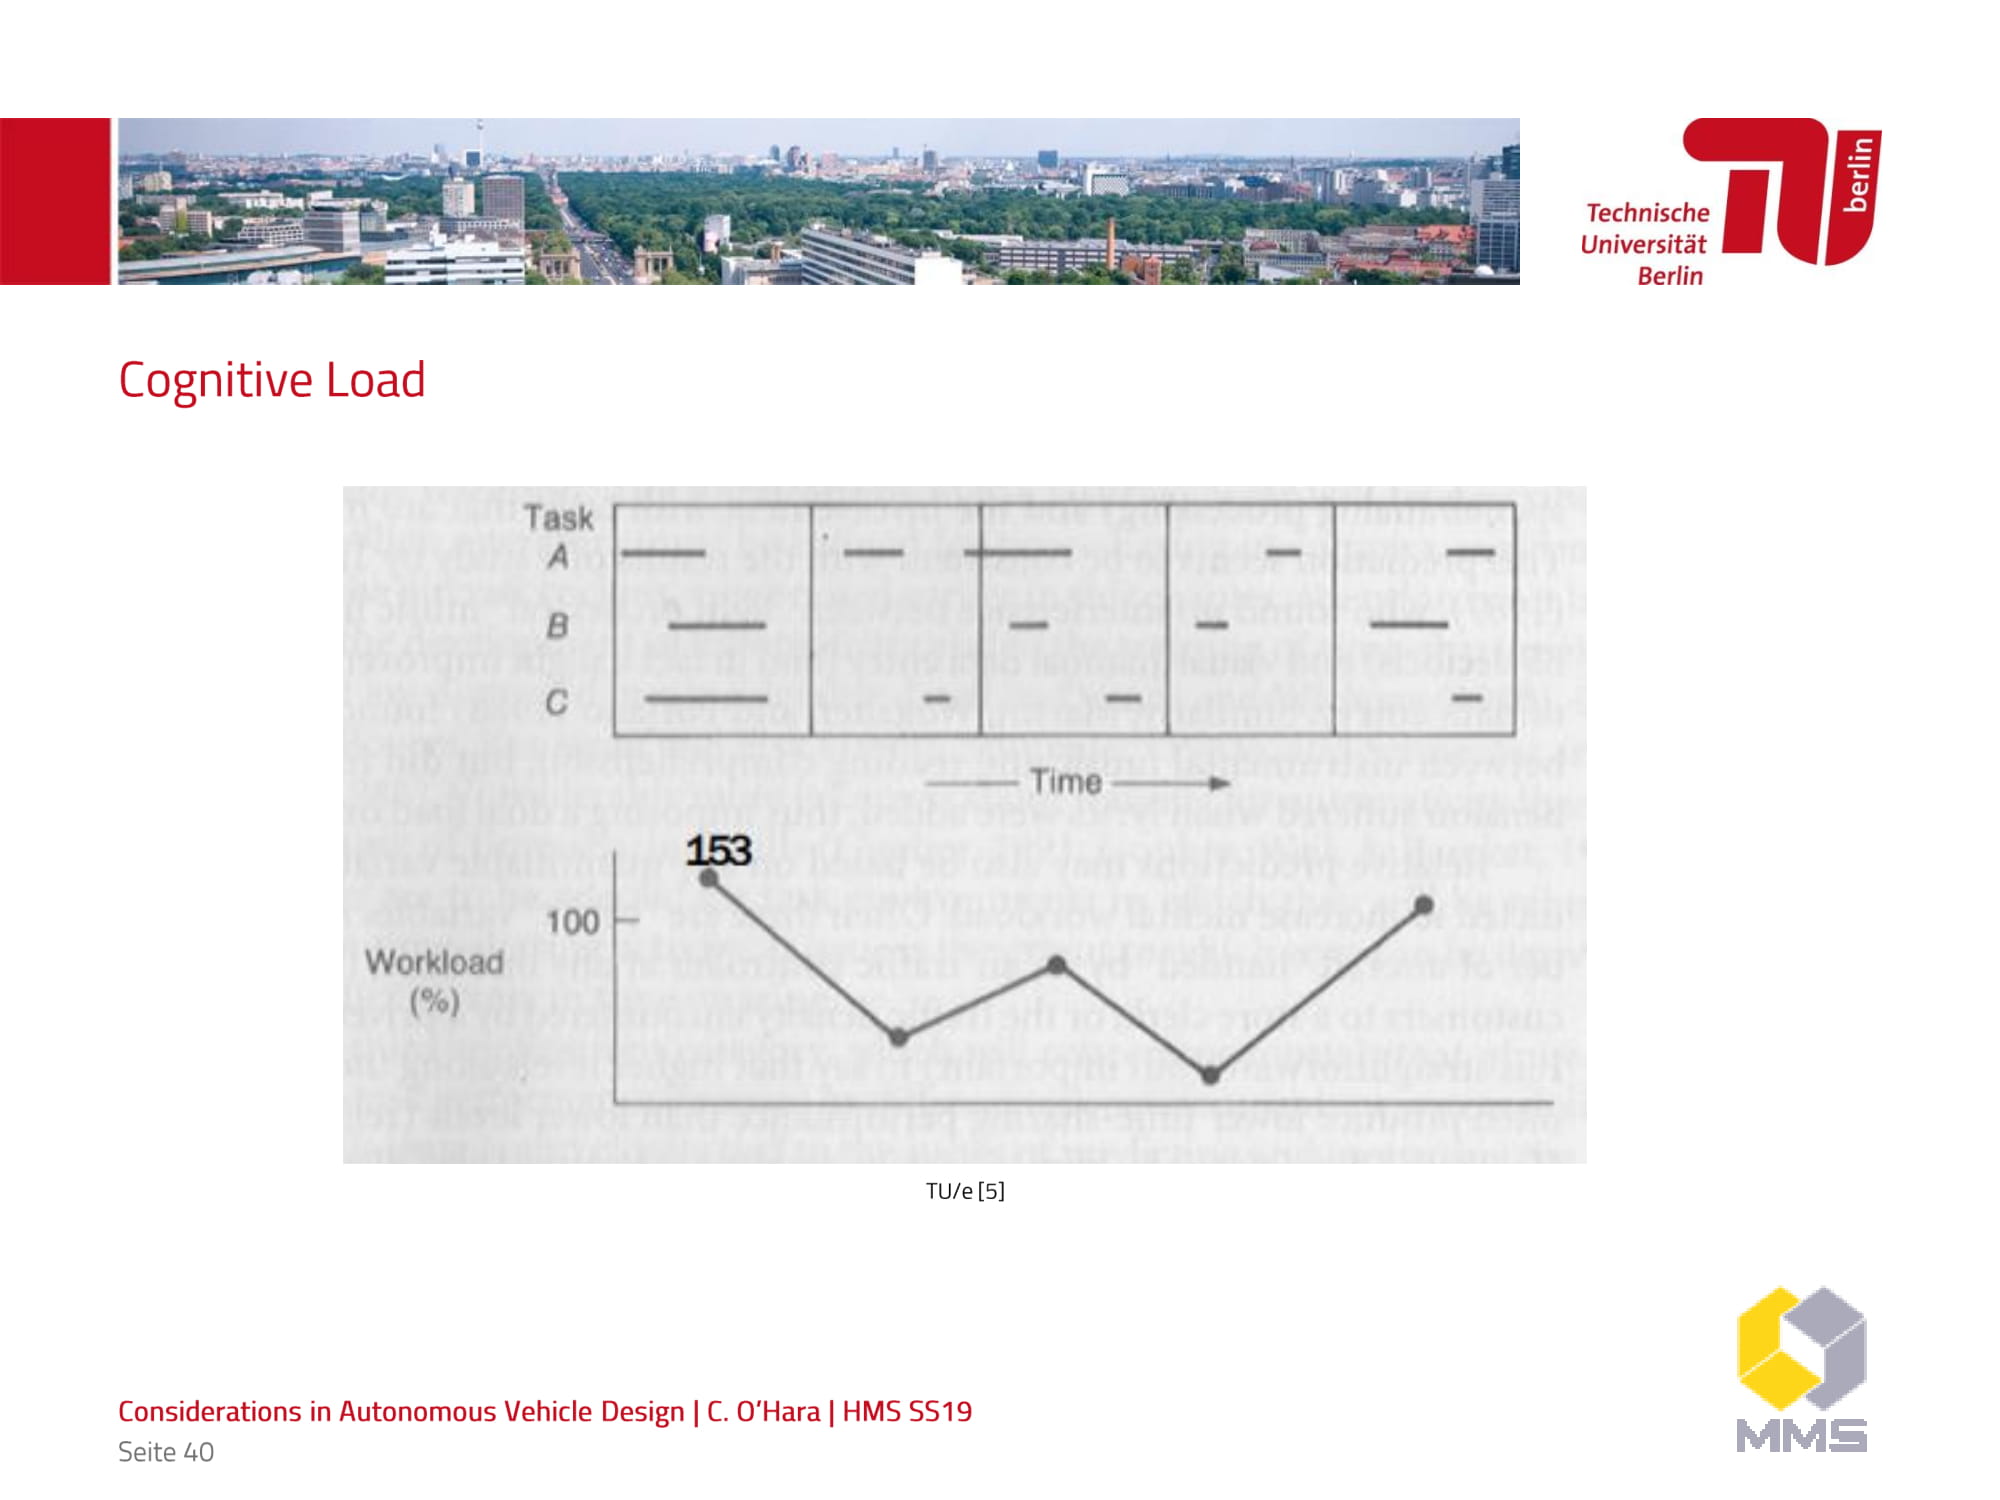 Technische
Universität
Berlin
berlin
Cognitive Load
Task
A
B
C
Time
153
100
Workload
(%)
TU/e [5]
Considerations in Autonomous Vehicle Design | C. O'Hara | HMS SS19
Seite 40
MMS